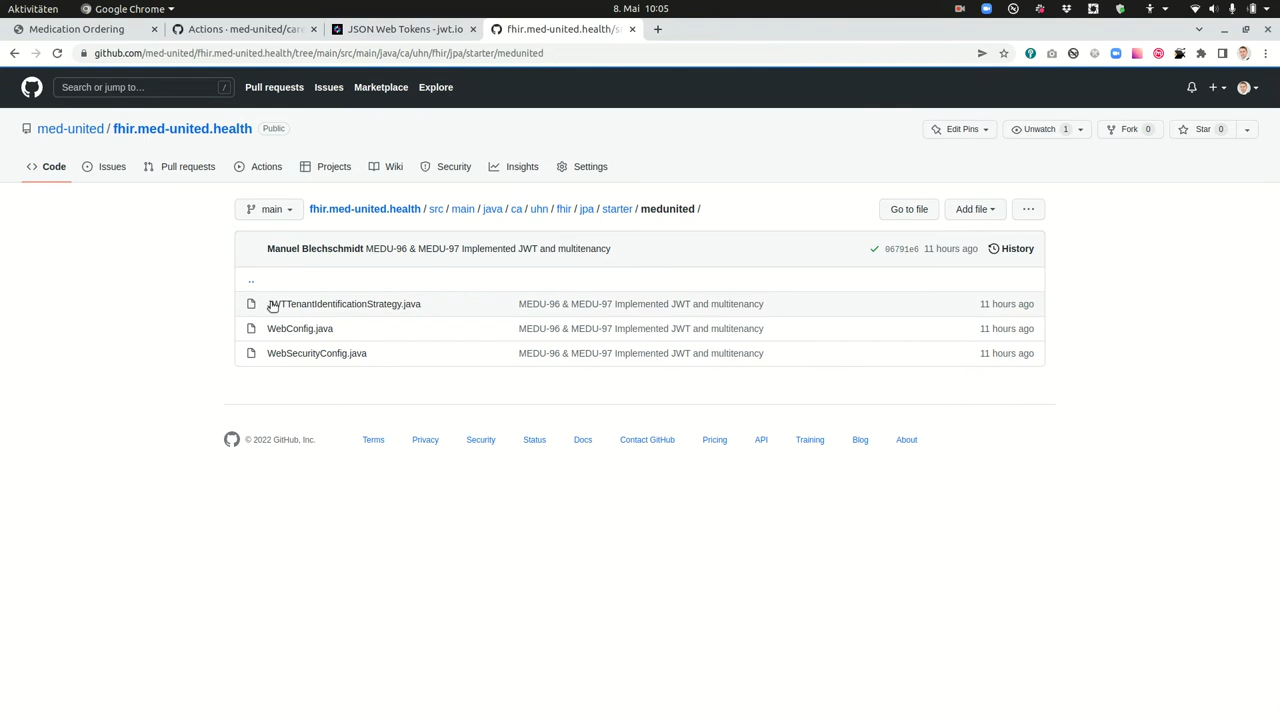 Aktivitäten Google Chrome 8. Mai 10:05
Medication Ordering Actions · med-united/care JSON Web Tokens - jwt.io fhir.med-united.health/s
github.com/med-united/fhir.med-united.health/tree/main/src/main/java/ca/uhn/fhir/jpa/starter/medunited
Search or jump to… / Pull requests Issues Marketplace Explore
med-united / fhir.med-united.health Public Edit Pins Unwatch 1 Fork 0 Star 0
Code Issues Pull requests Actions Projects Wiki Security Insights Settings
main fhir.med-united.health / src / main / java / ca / uhn / fhir / jpa / starter / medunited / Go to file Add file ···
Manuel Blechschmidt MEDU-96 & MEDU-97 Implemented JWT and multitenancy 06791e6 11 hours ago History
..
JWTTenantIdentificationStrategy.java MEDU-96 & MEDU-97 Implemented JWT and multitenancy 11 hours ago
WebConfig.java MEDU-96 & MEDU-97 Implemented JWT and multitenancy 11 hours ago
WebSecurityConfig.java MEDU-96 & MEDU-97 Implemented JWT and multitenancy 11 hours ago
© 2022 GitHub, Inc. Terms Privacy Security Status Docs Contact GitHub Pricing API Training Blog About